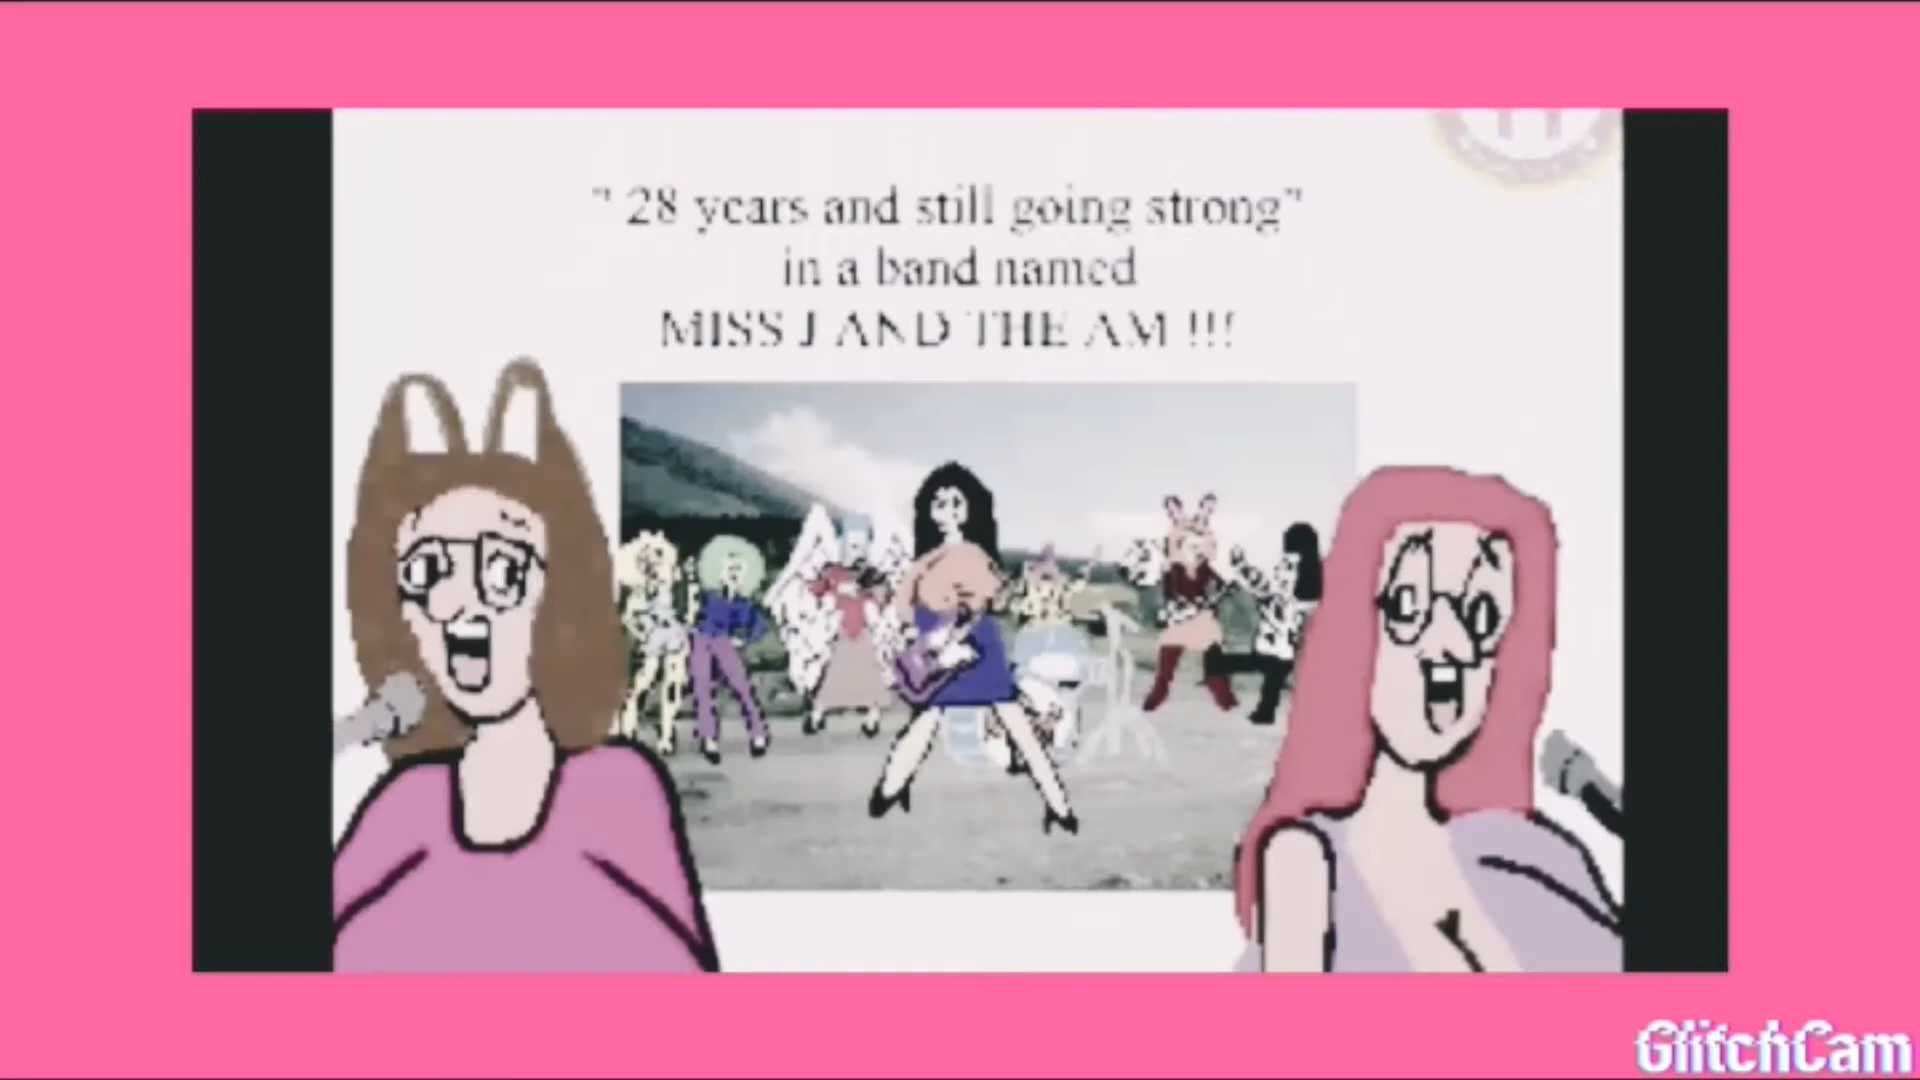 " 28 years and still going strong"
in a band named
MISS J AND THE AM !!!
GlitchCam